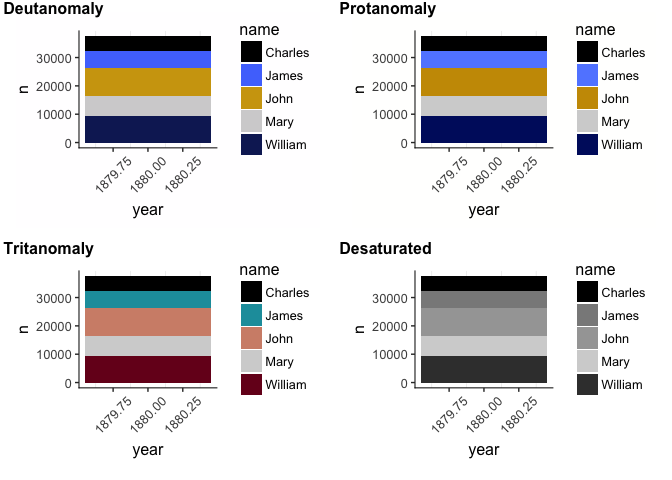 Deutanomaly
name
Charles
James
John
Mary
William
n
30000
20000
10000
0
1879.75
1880.00
1880.25
year
Protanomaly
name
Charles
James
John
Mary
William
n
30000
20000
10000
0
1879.75
1880.00
1880.25
year
Tritanomaly
name
Charles
James
John
Mary
William
n
30000
20000
10000
0
1879.75
1880.00
1880.25
year
Desaturated
name
Charles
James
John
Mary
William
n
30000
20000
10000
0
1879.75
1880.00
1880.25
year